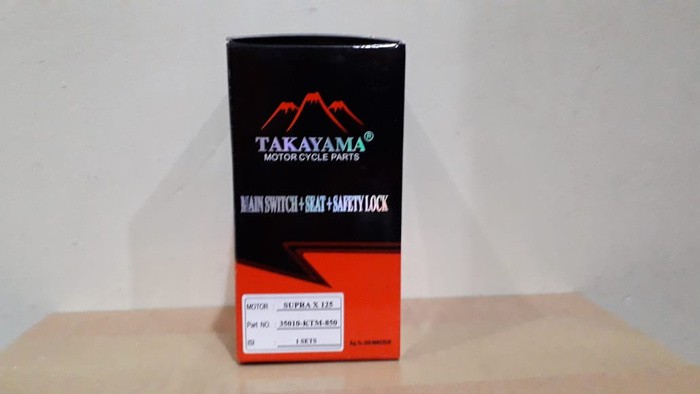 TAKAYAMA®
MOTOR CYCLE PARTS
MAIN SWITCH + SEAT + SAFETY LOCK
MOTOR : SUPRA X 125
Part NO. : 35010-KTM-850
ISI : 1 SETS